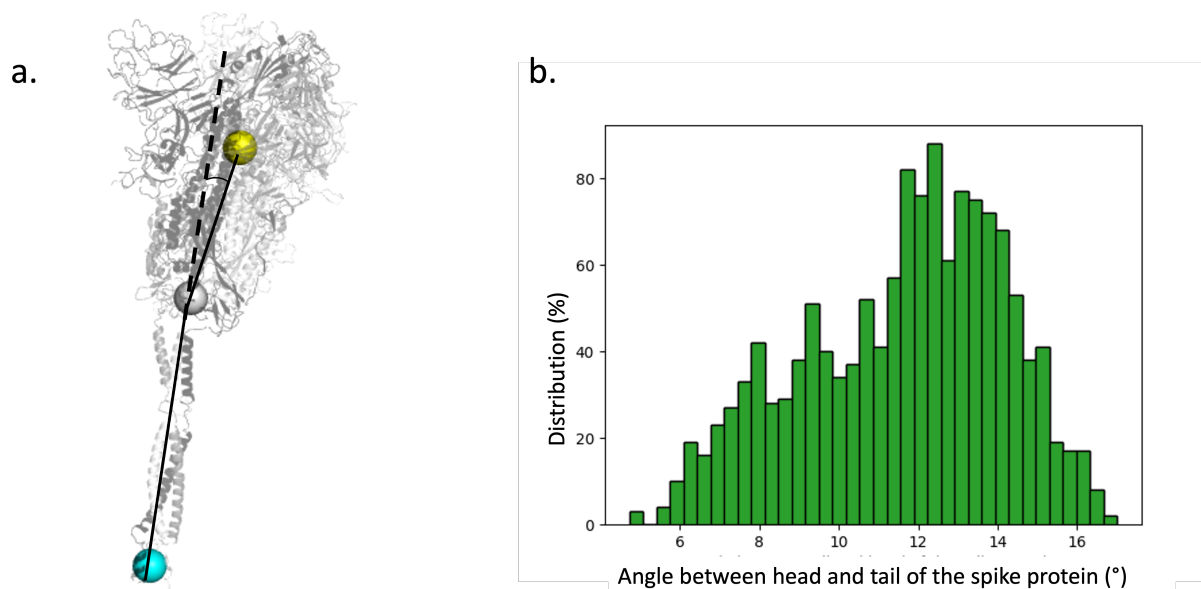 a.
b.
Distribution (%)
80
60
40
20
0
6 8 10 12 14 16
Angle between head and tail of the spike protein (°)